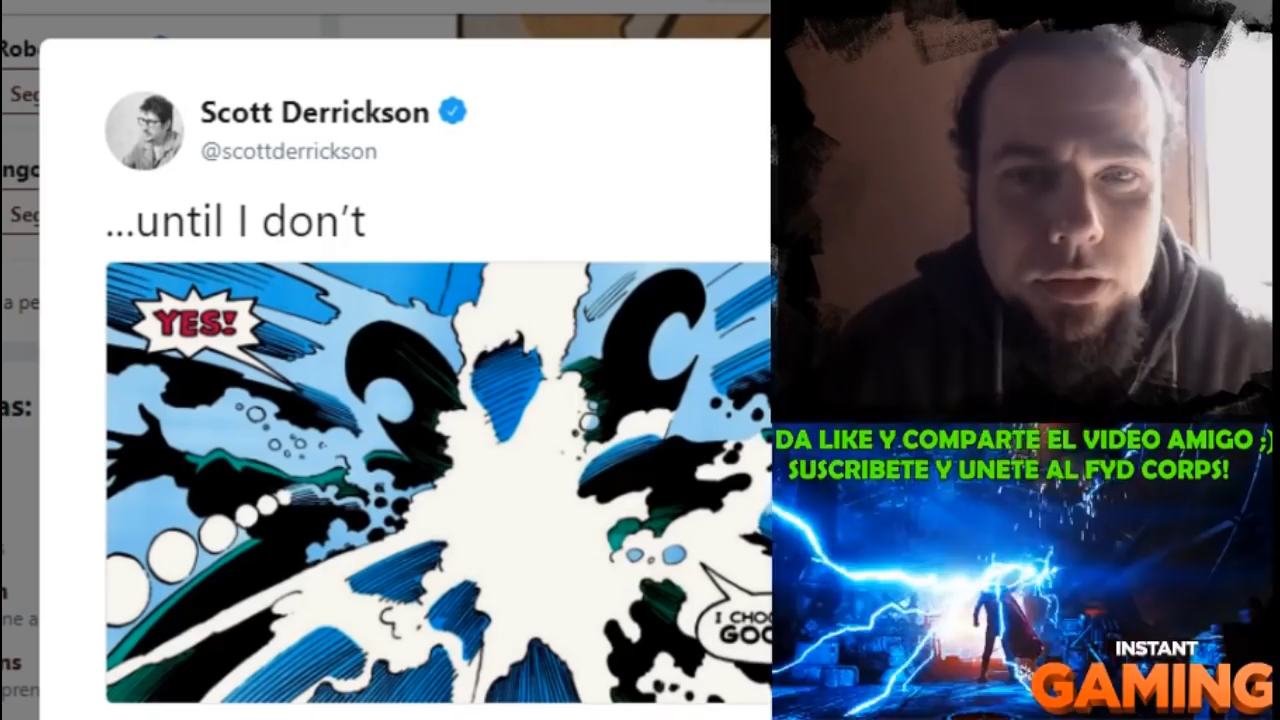 Scott Derrickson
@scottderrickson
...until I don't
YES!
GAMING
INSTANT
DA LIKE Y COMPARTE EL VIDEO AMIGO ;)
SUSCRIBETE Y UNETE AL FYD CORPS!